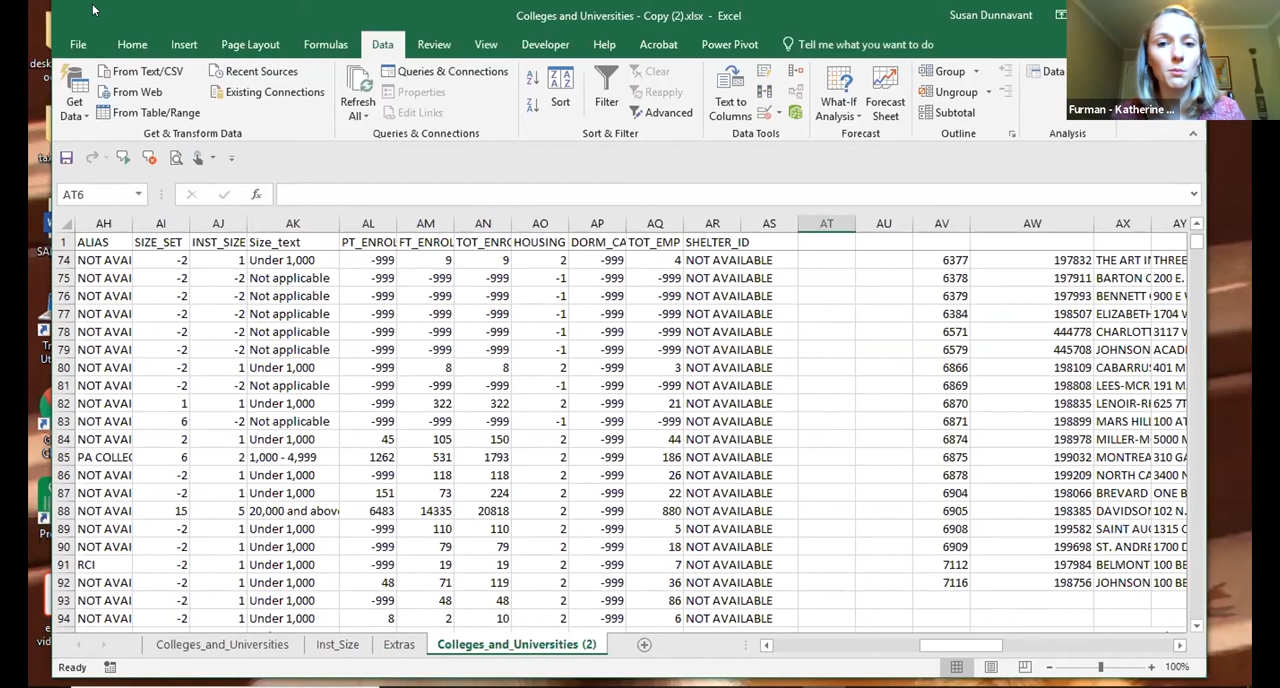 Colleges and Universities - Copy (2).xlsx - Excel
Susan Dunnavant
File Home Insert Page Layout Formulas Data Review View Developer Help Acrobat Power Pivot Tell me what you want to do
Furman - Katherine ...
From Text/CSV Recent Sources Queries & Connections Clear Group Data
Get Data From Web Existing Connections Refresh All Properties Sort Filter Reapply Text to Columns What-If Analysis Forecast Sheet Ungroup
From Table/Range Edit Links Advanced Subtotal
Get & Transform Data Queries & Connections Sort & Filter Data Tools Forecast Outline Analysis
AT6 fx
AH AI AJ AK AL AM AN AO AP AQ AR AS AT AU AV AW AX AY
1 ALIAS SIZE_SET INST_SIZE Size_text PT_ENROL FT_ENROL TOT_ENRO HOUSING DORM_CA TOT_EMP SHELTER_ID
74 NOT AVAI -2 1 Under 1,000 -999 9 9 2 -999 4 NOT AVAILABLE 6377 197832 THE ART IN THREE
75 NOT AVAI -2 -2 Not applicable -999 -999 -999 -1 -999 -999 NOT AVAILABLE 6378 197911 BARTON C 200 E.
76 NOT AVAI -2 -2 Not applicable -999 -999 -999 -1 -999 -999 NOT AVAILABLE 6379 197993 BENNETT 900 E
77 NOT AVAI -2 -2 Not applicable -999 -999 -999 -1 -999 -999 NOT AVAILABLE 6384 198507 ELIZABETH 1704
78 NOT AVAI -2 -2 Not applicable -999 -999 -999 -1 -999 -999 NOT AVAILABLE 6571 444778 CHARLOTT 3117
79 NOT AVAI -2 -2 Not applicable -999 -999 -999 -1 -999 -999 NOT AVAILABLE 6579 445708 JOHNSON ACAD
80 NOT AVAI -2 1 Under 1,000 -999 8 8 2 -999 3 NOT AVAILABLE 6866 198109 CABARRUS 401 M
81 NOT AVAI -2 -2 Not applicable -999 -999 -999 -1 -999 -999 NOT AVAILABLE 6869 198808 LEES-MCR 191 M
82 NOT AVAI 1 1 Under 1,000 -999 322 322 2 -999 21 NOT AVAILABLE 6870 198835 LENOIR-RH 625 7T
83 NOT AVAI 6 -2 Not applicable -999 -999 -999 -1 -999 -999 NOT AVAILABLE 6871 198899 MARS HILL 100 AT
84 NOT AVAI 2 1 Under 1,000 45 105 150 2 -999 44 NOT AVAILABLE 6874 198978 MILLER-M 5000
85 PA COLLEC 6 2 1,000 - 4,999 1262 531 1793 2 -999 186 NOT AVAILABLE 6875 199032 MONTREA 310 GA
86 NOT AVAI -2 1 Under 1,000 -999 118 118 2 -999 26 NOT AVAILABLE 6878 199209 NORTH CA 3400
87 NOT AVAI -2 1 Under 1,000 151 73 224 2 -999 22 NOT AVAILABLE 6904 198066 BREVARD ONE B
88 NOT AVAI 15 5 20,000 and above 6483 14335 20818 2 -999 880 NOT AVAILABLE 6905 198385 DAVIDSON 102 N.
89 NOT AVAI -2 1 Under 1,000 -999 110 110 2 -999 5 NOT AVAILABLE 6908 199582 SAINT AUG 1315
90 NOT AVAI -2 1 Under 1,000 -999 79 79 2 -999 18 NOT AVAILABLE 6909 199698 ST. ANDRE 1700
91 RCI -2 1 Under 1,000 -999 19 19 2 -999 7 NOT AVAILABLE 7112 197984 BELMONT 100 BE
92 NOT AVAI -2 1 Under 1,000 48 71 119 2 -999 36 NOT AVAILABLE 7116 198756 JOHNSON 100 BE
93 NOT AVAI -2 1 Under 1,000 -999 48 48 2 -999 86 NOT AVAILABLE
94 NOT AVAI -2 1 Under 1,000 8 2 10 2 -999 6 NOT AVAILABLE
Colleges_and_Universities Inst_Size Extras Colleges_and_Universities (2)
Ready 100%